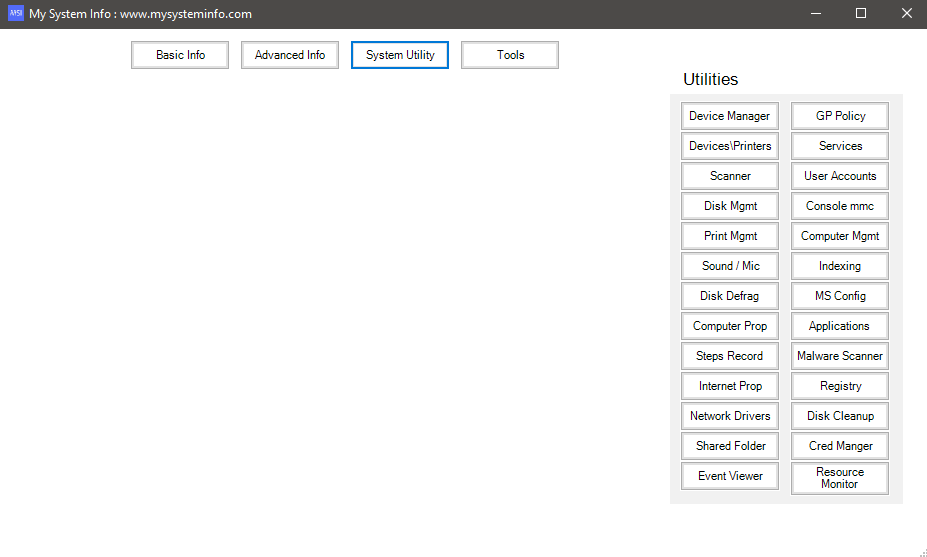 MSI My System Info : www.mysysteminfo.com
Basic Info Advanced Info System Utility Tools
Utilities
Device Manager GP Policy
Devices\Printers Services
Scanner User Accounts
Disk Mgmt Console mmc
Print Mgmt Computer Mgmt
Sound / Mic Indexing
Disk Defrag MS Config
Computer Prop Applications
Steps Record Malware Scanner
Internet Prop Registry
Network Drivers Disk Cleanup
Shared Folder Cred Manger
Event Viewer Resource
Monitor